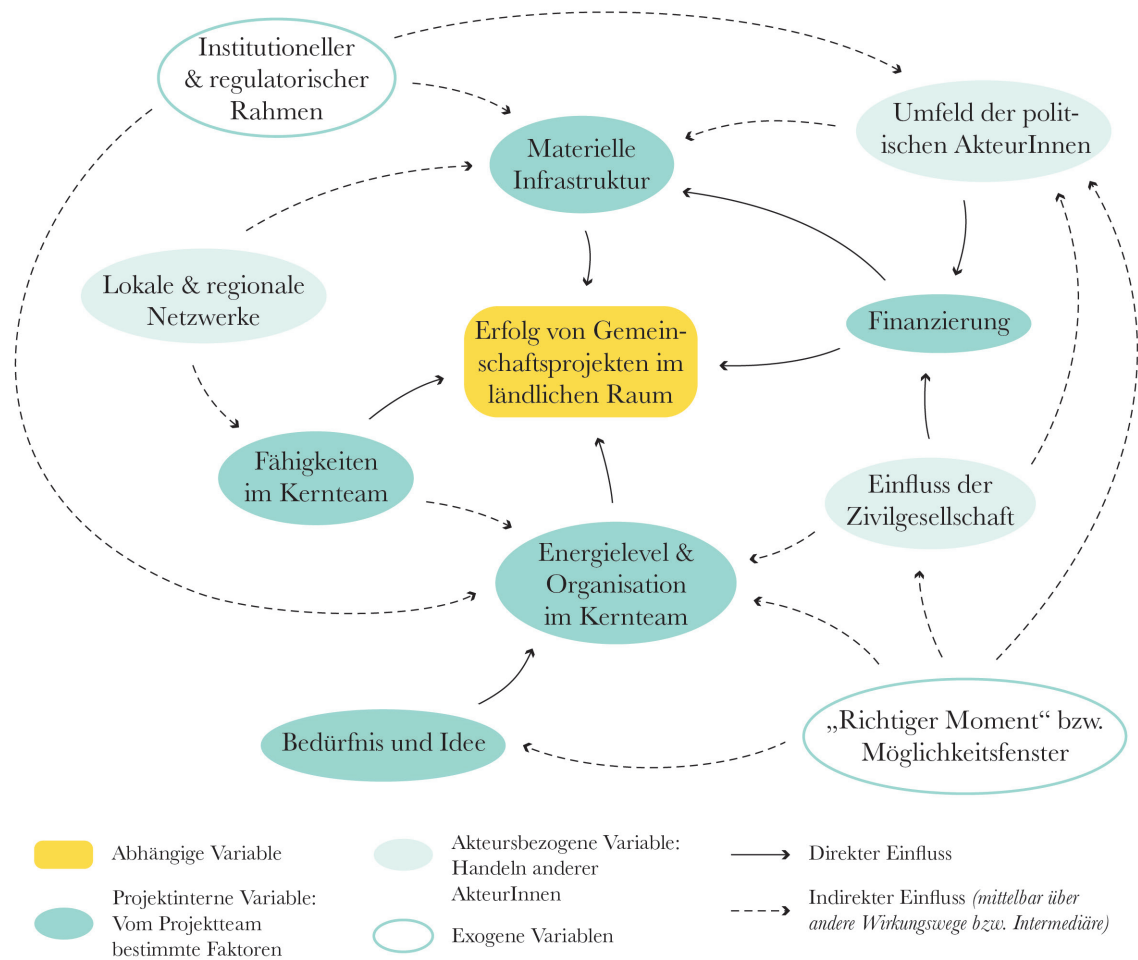 Institutioneller
& regulatorischer
Rahmen
Umfeld der polit-
ischen AkteurInnen
Materielle
Infrastruktur
Lokale & regionale
Netzwerke
Finanzierung
Erfolg von Gemein-
schaftsprojekten im
ländlichen Raum
Fähigkeiten
im Kernteam
Einfluss der
Zivilgesellschaft
Energielevel &
Organisation
im Kernteam
Bedürfnis und Idee
„Richtiger Moment“ bzw.
Möglichkeitsfenster
Abhängige Variable
Projektinterne Variable:
Vom Projektteam
bestimmte Faktoren
Akteursbezogene Variable:
Handeln anderer
AkteurInnen
Exogene Variablen
Direkter Einfluss
Indirekter Einfluss (mittelbar über
andere Wirkungswege bzw. Intermediäre)